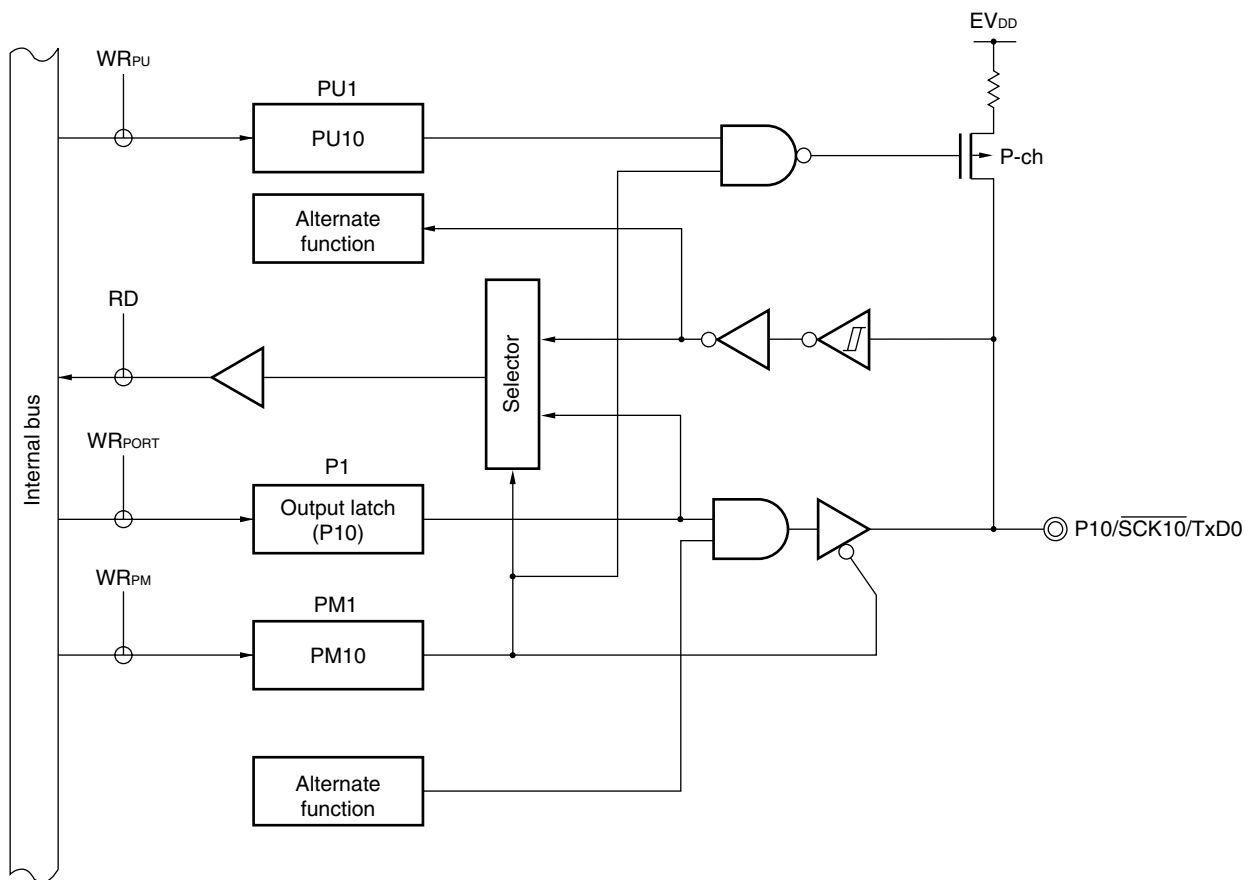 EVDD
WRPU
PU1
PU10
P-ch
Alternate
function
RD
Selector
Internal bus
WRPORT
P1
Output latch
(P10)
P10/SCK10/TxD0
WRPM
PM1
PM10
Alternate
function